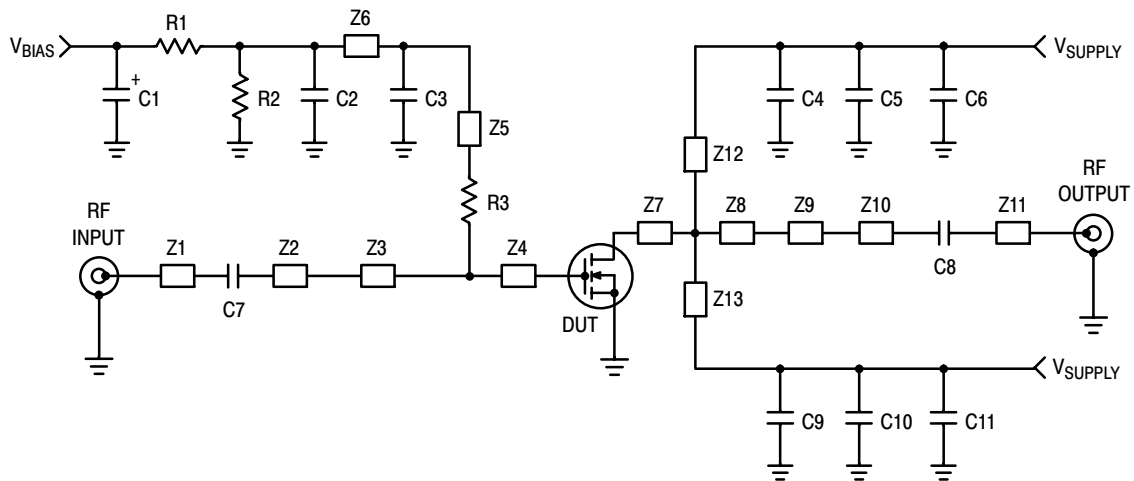 R1
Z6
VBIAS
+
C1
R2
C2
C3
Z5
R3
RF
INPUT
Z1
C7
Z2
Z3
Z4
DUT
VSUPPLY
C4
C5
C6
Z12
Z7
Z8
Z9
Z10
C8
Z11
RF
OUTPUT
Z13
VSUPPLY
C9
C10
C11